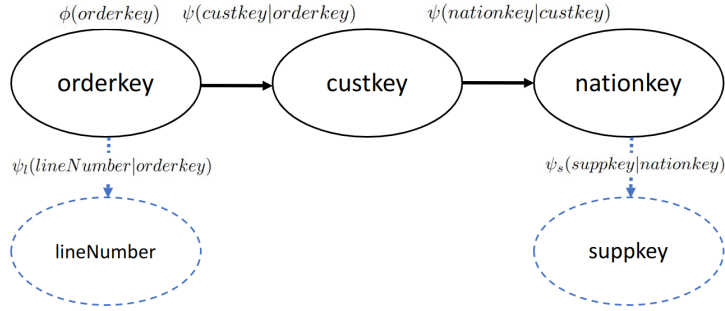 ϕ(orderkey) ψ(custkey|orderkey) ψ(nationkey|custkey)
orderkey custkey nationkey
ψ_l(lineNumber|orderkey) ψ_s(suppkey|nationkey)
lineNumber suppkey